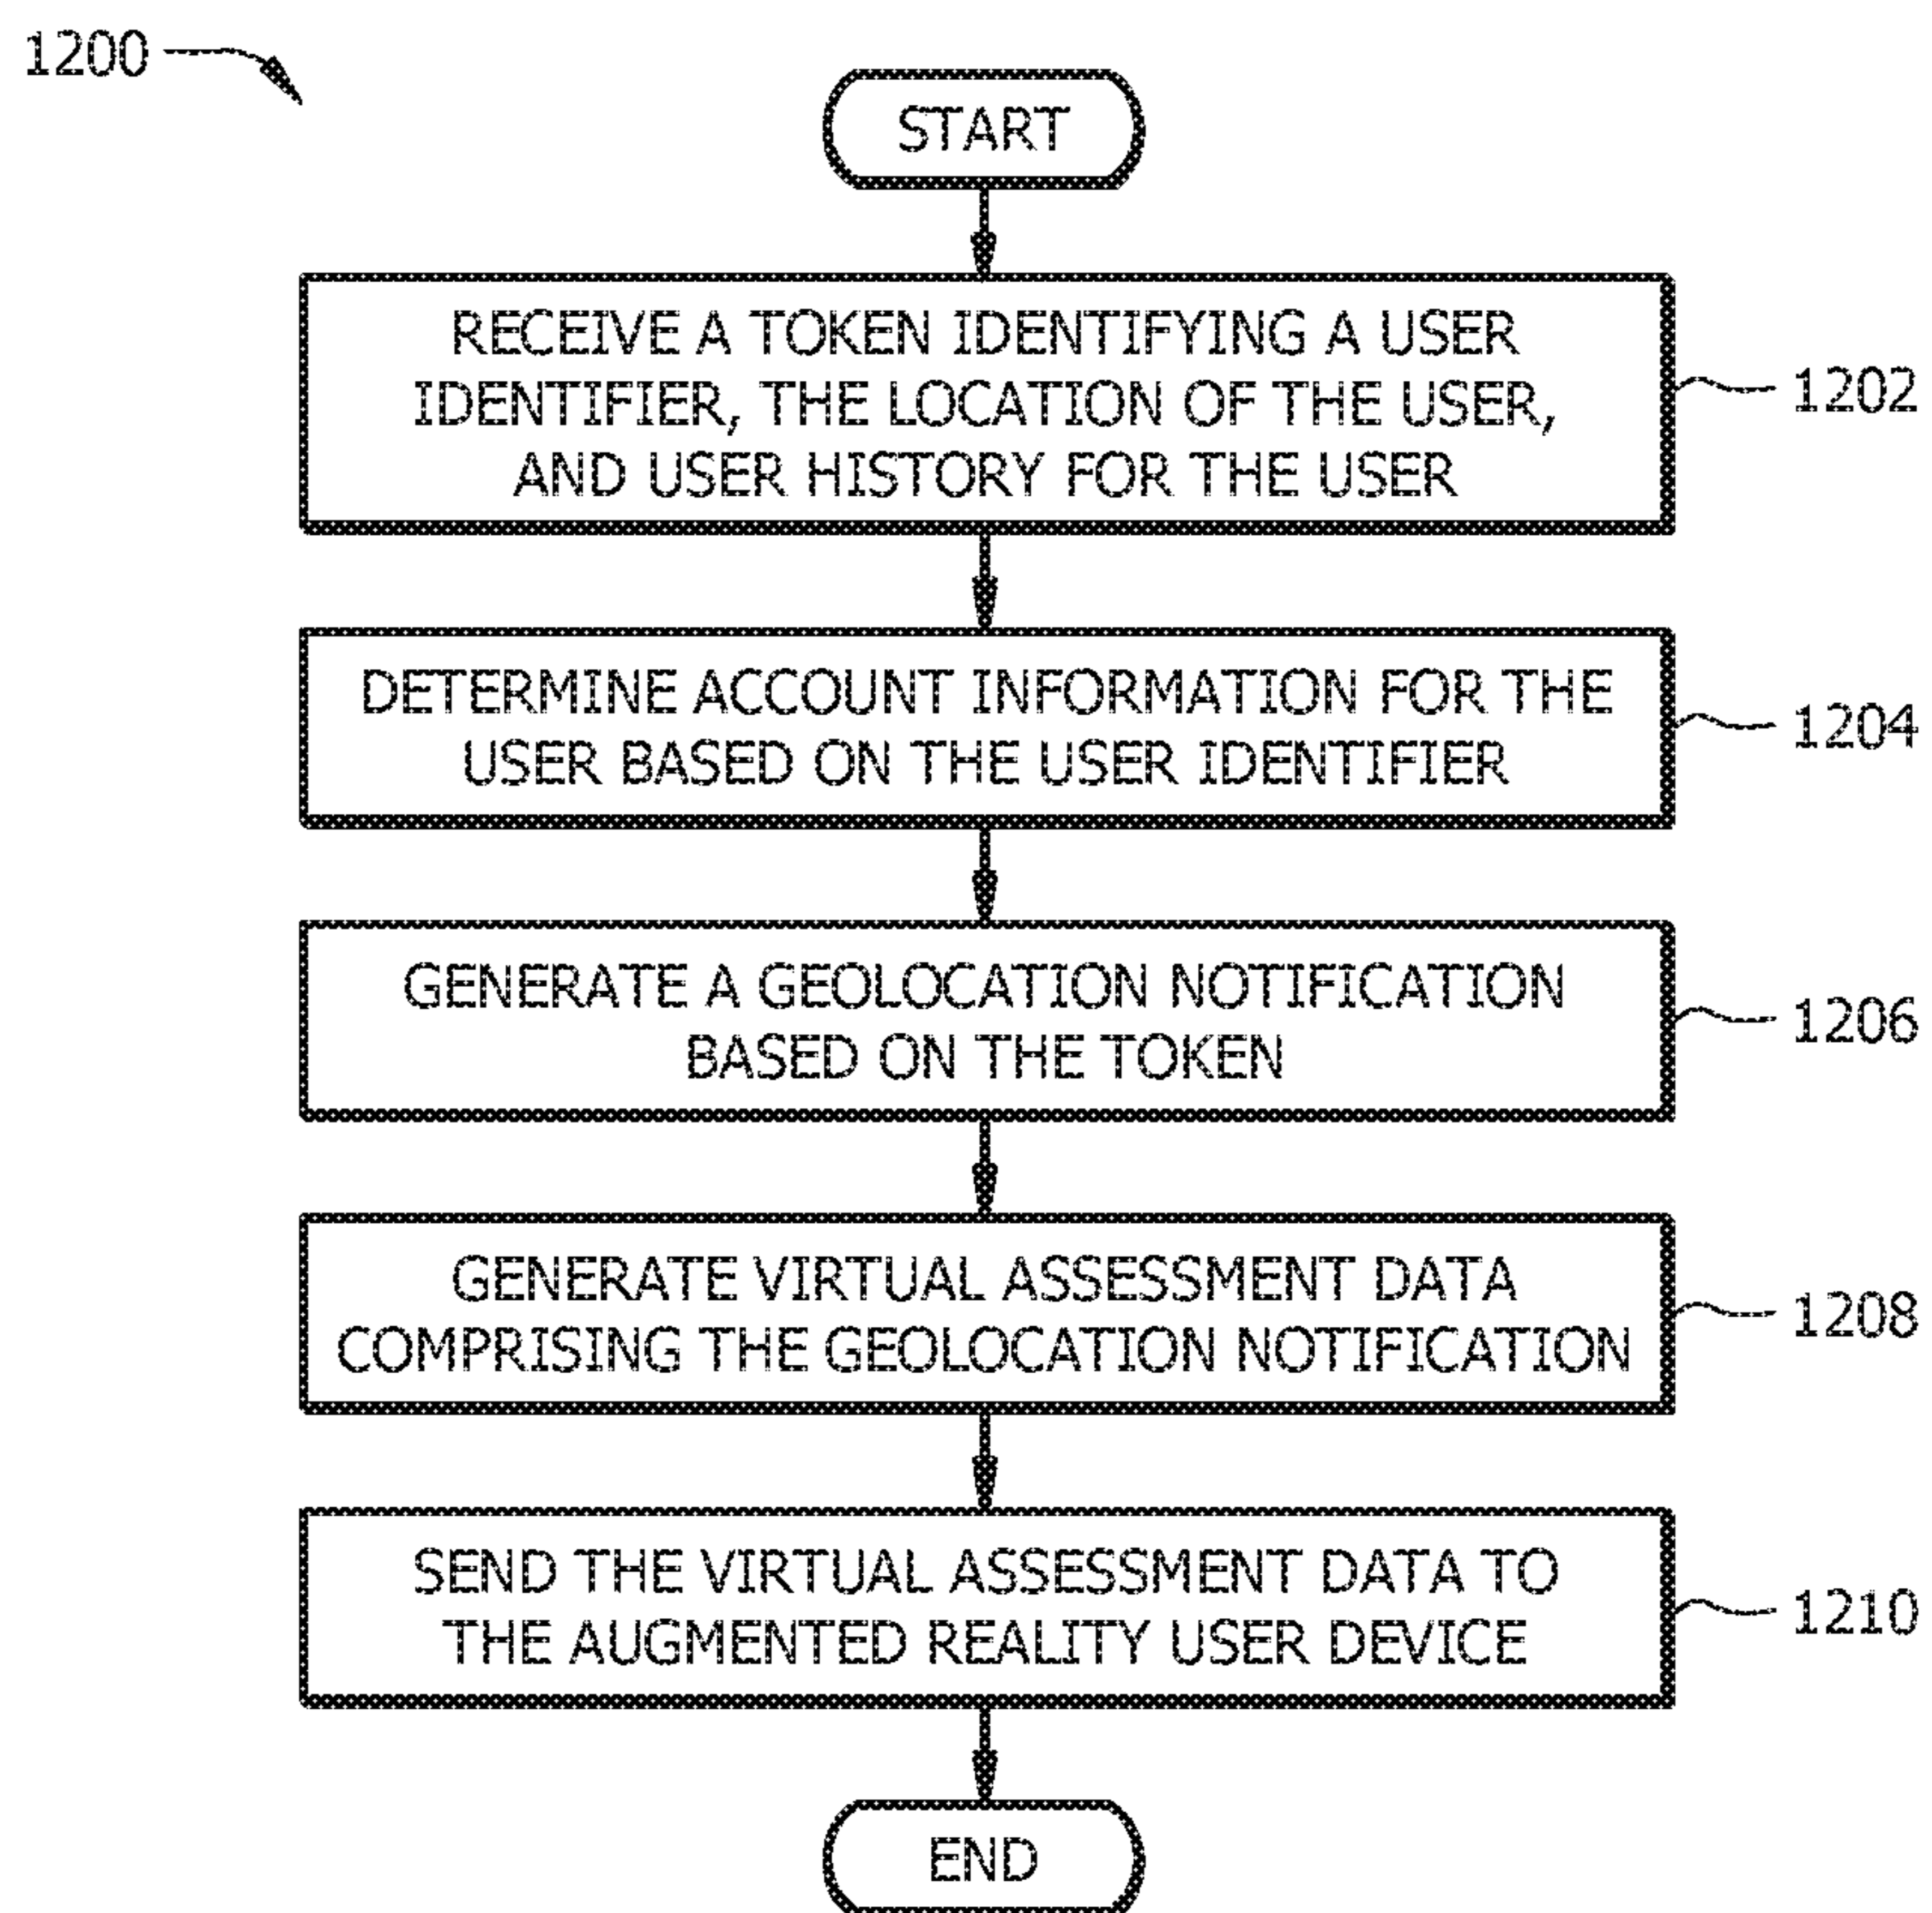 1200
START
RECEIVE A TOKEN IDENTIFYING A USER
IDENTIFIER, THE LOCATION OF THE USER,
AND USER HISTORY FOR THE USER
1202
DETERMINE ACCOUNT INFORMATION FOR THE
USER BASED ON THE USER IDENTIFIER
1204
GENERATE A GEOLOCATION NOTIFICATION
BASED ON THE TOKEN
1206
GENERATE VIRTUAL ASSESSMENT DATA
COMPRISING THE GEOLOCATION NOTIFICATION
1208
SEND THE VIRTUAL ASSESSMENT DATA TO
THE AUGMENTED REALITY USER DEVICE
1210
END